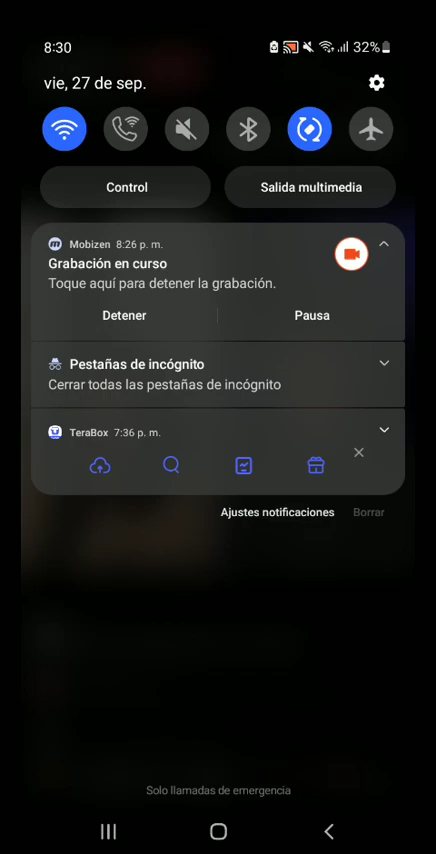 8:30
32%
vie, 27 de sep.
Control
Salida multimedia
Mobizen 8:26 p. m.
Grabación en curso
Toque aquí para detener la grabación.
Detener
Pausa
Pestañas de incógnito
Cerrar todas las pestañas de incógnito
TeraBox 7:36 p. m.
Ajustes notificaciones
Borrar
Solo llamadas de emergencia